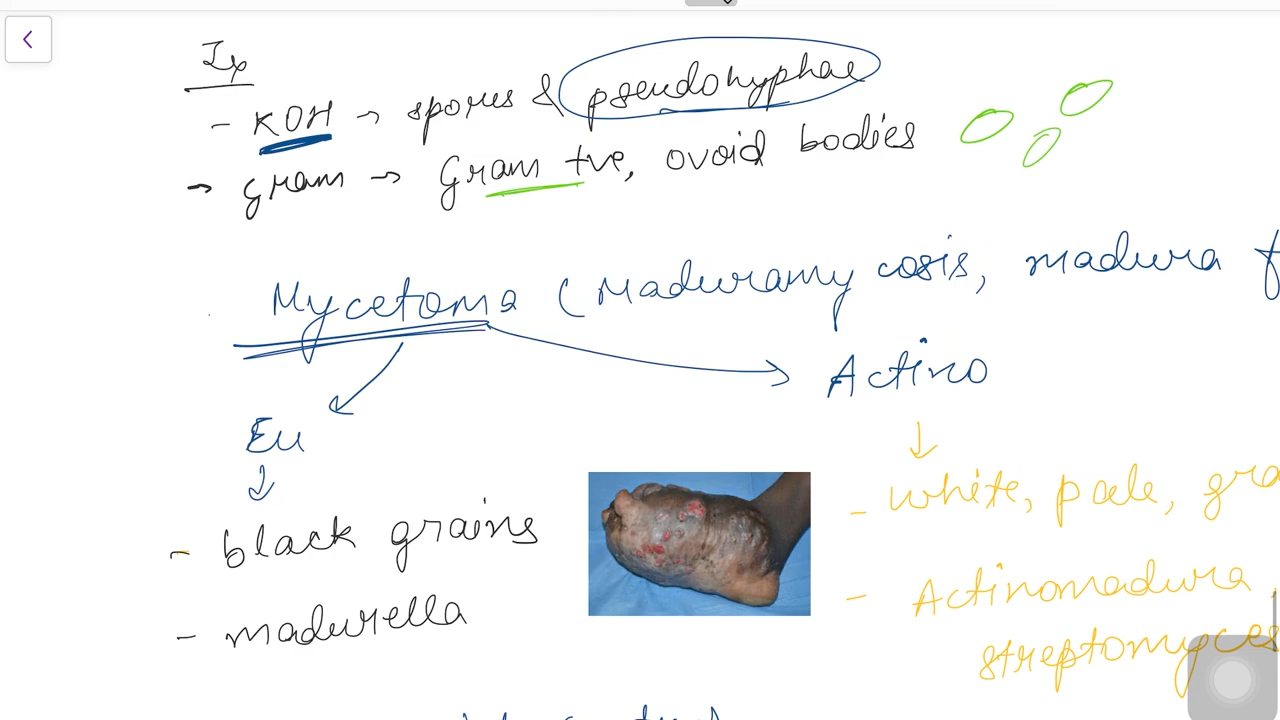 Ix
- KOH → spores & pseudohyphae
→ gram → Gram +ve, ovoid bodies
Mycetoma (Maduramycosis, madura f
Eu
Actino
- black grains
- madurella
- white, pale, gra
- Actinomadura,
streptomyces